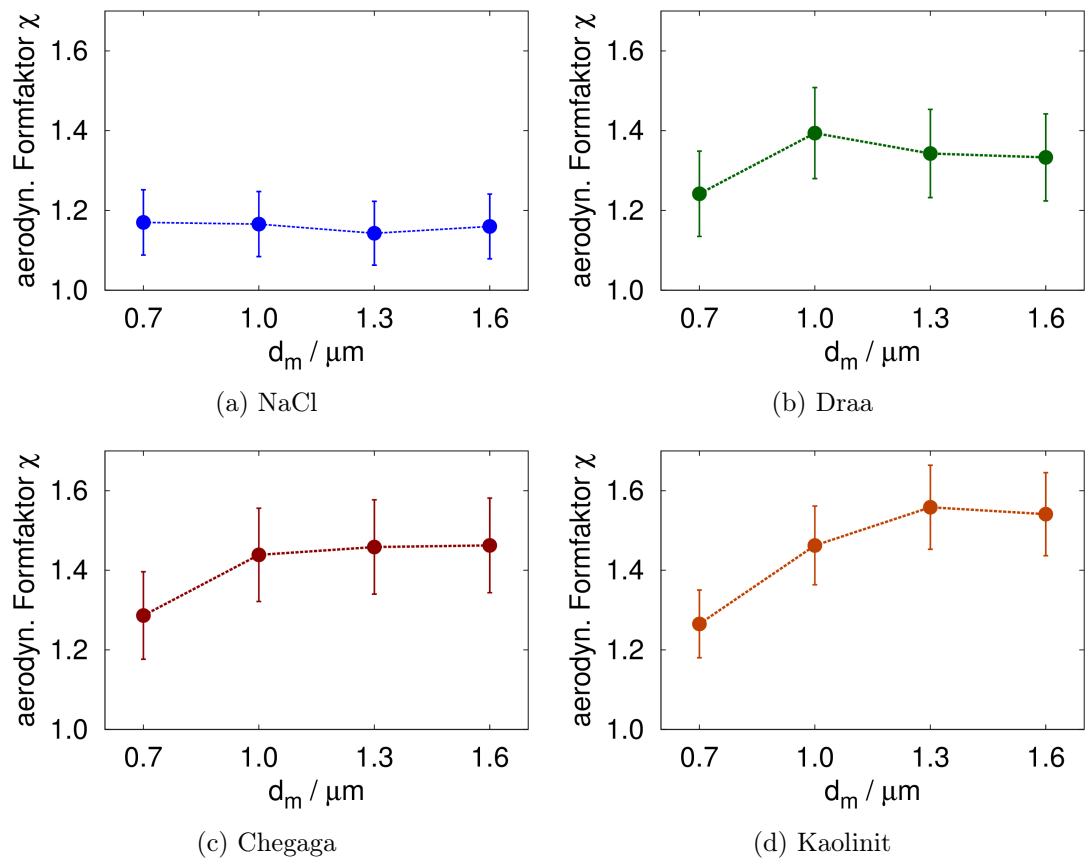 aerodyn. Formfaktor χ
1.6
1.4
1.2
1.0
0.7 1.0 1.3 1.6
d_m / μm
(a) NaCl
aerodyn. Formfaktor χ
1.6
1.4
1.2
1.0
0.7 1.0 1.3 1.6
d_m / μm
(b) Draa
aerodyn. Formfaktor χ
1.6
1.4
1.2
1.0
0.7 1.0 1.3 1.6
d_m / μm
(c) Chegaga
aerodyn. Formfaktor χ
1.6
1.4
1.2
1.0
0.7 1.0 1.3 1.6
d_m / μm
(d) Kaolinit